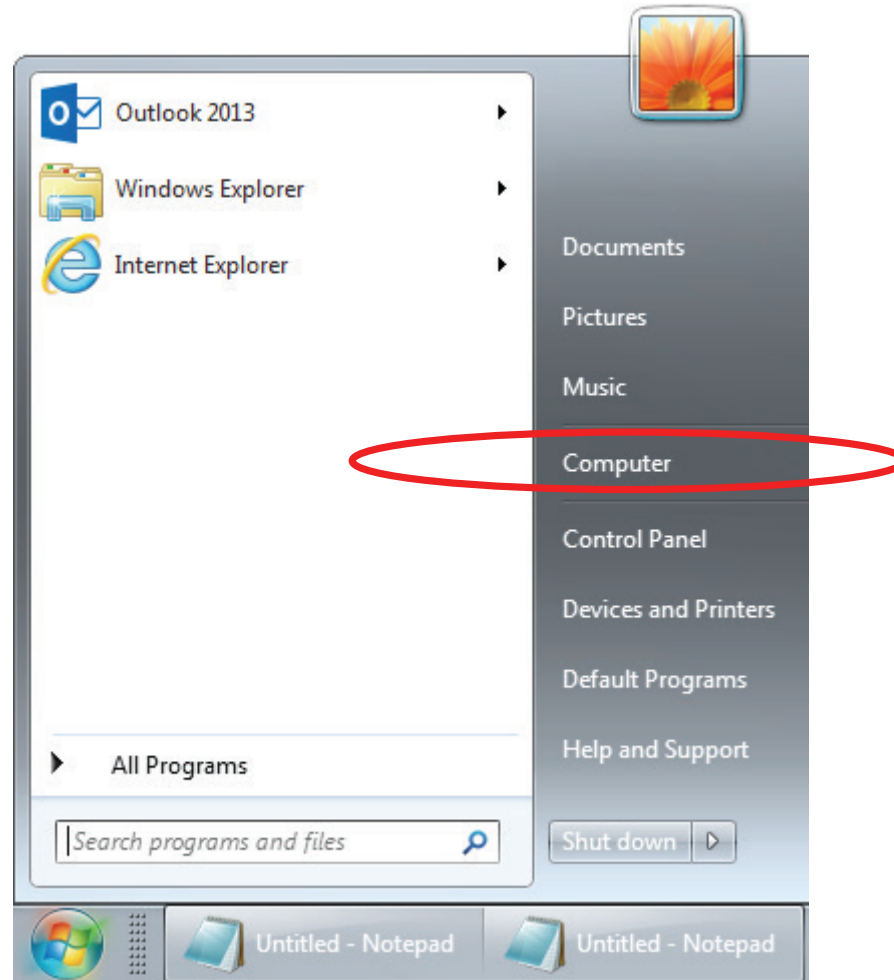 Outlook 2013
Windows Explorer
Internet Explorer
All Programs
Search programs and files
Documents
Pictures
Music
Computer
Control Panel
Devices and Printers
Default Programs
Help and Support
Shut down
Untitled - Notepad
Untitled - Notepad